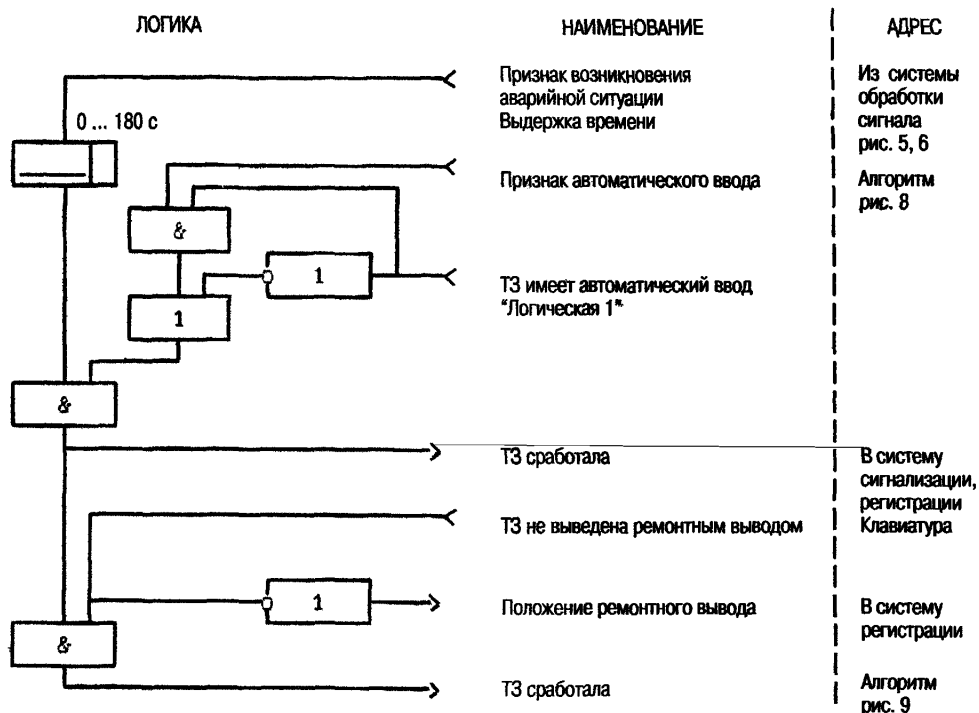 ЛОГИКА
НАИМЕНОВАНИЕ
АДРЕС
Признак возникновения
аварийной ситуации
Выдержка времени
Из системы
обработки
сигнала
рис. 5, 6
0 ... 180 с
Признак автоматического ввода
Алгоритм
рис. 8
&
1
ТЗ имеет автоматический ввод
"Логическая 1"
1
&
ТЗ сработала
В систему
сигнализации,
регистрации
ТЗ не выведена ремонтным выводом
Клавиатура
1
Положение ремонтного вывода
В систему
регистрации
&
ТЗ сработала
Алгоритм
рис. 9